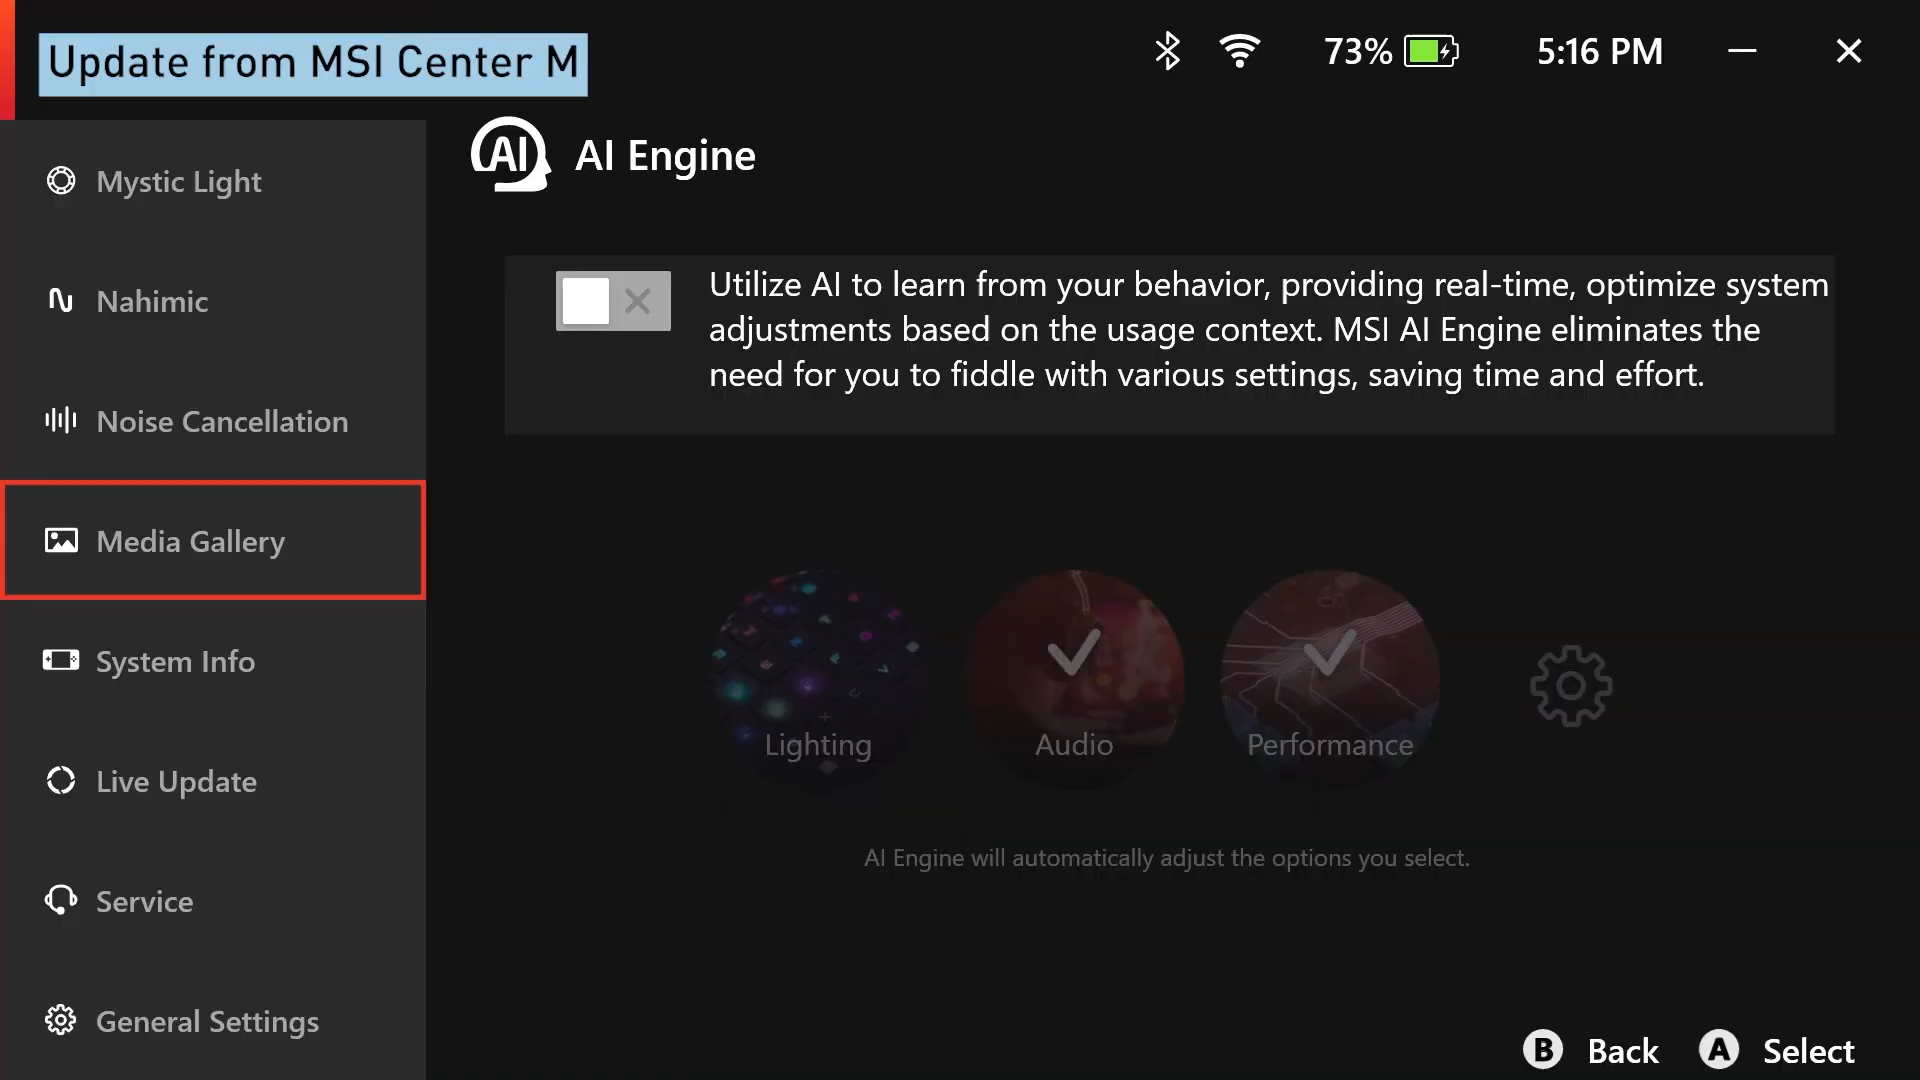 Update from MSI Center M
73%
5:16 PM
AI
AI Engine
Mystic Light
Nahimic
Noise Cancellation
Media Gallery
System Info
Live Update
Service
General Settings
Utilize AI to learn from your behavior, providing real-time, optimize system
adjustments based on the usage context. MSI AI Engine eliminates the
need for you to fiddle with various settings, saving time and effort.
Lighting
Audio
Performance
AI Engine will automatically adjust the options you select.
B Back A Select